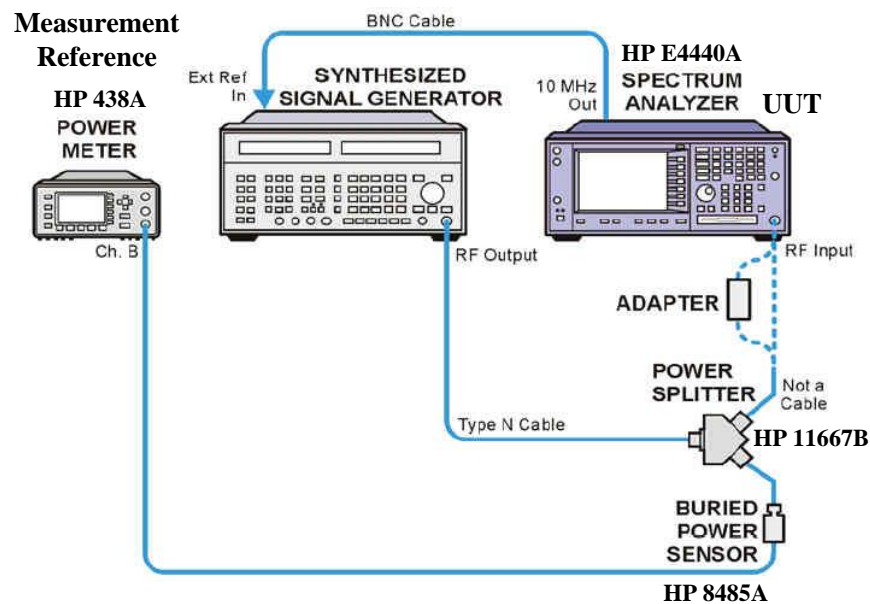 Measurement
Reference
HP 438A
POWER
METER
Ch. B
BNC Cable
Ext Ref
In
SYNTHESIZED
SIGNAL GENERATOR
RF Output
10 MHz
Out
HP E4440A
SPECTRUM
ANALYZER
UUT
RF Input
ADAPTER
POWER
SPLITTER
Not a
Cable
HP 11667B
Type N Cable
BURIED
POWER
SENSOR
HP 8485A